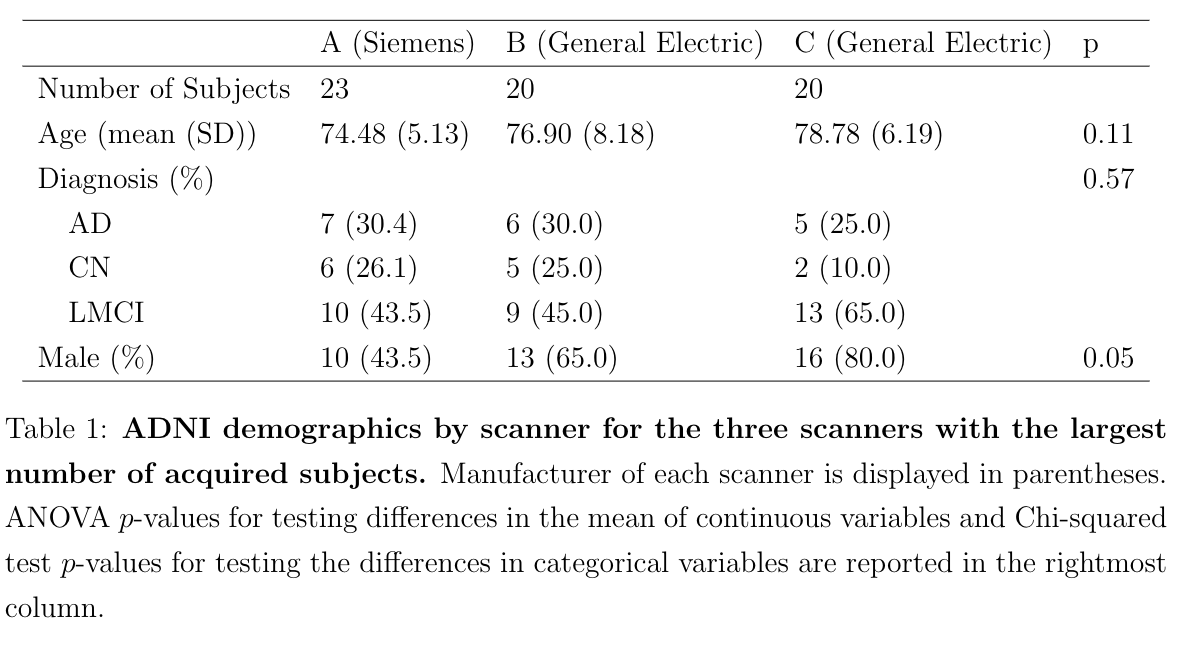 A (Siemens) B (General Electric) C (General Electric) p
Number of Subjects 23 20 20
Age (mean (SD)) 74.48 (5.13) 76.90 (8.18) 78.78 (6.19) 0.11
Diagnosis (%) 0.57
AD 7 (30.4) 6 (30.0) 5 (25.0)
CN 6 (26.1) 5 (25.0) 2 (10.0)
LMCI 10 (43.5) 9 (45.0) 13 (65.0)
Male (%) 10 (43.5) 13 (65.0) 16 (80.0) 0.05
Table 1: ADNI demographics by scanner for the three scanners with the largest
number of acquired subjects. Manufacturer of each scanner is displayed in parentheses.
ANOVA p-values for testing differences in the mean of continuous variables and Chi-squared
test p-values for testing the differences in categorical variables are reported in the rightmost
column.